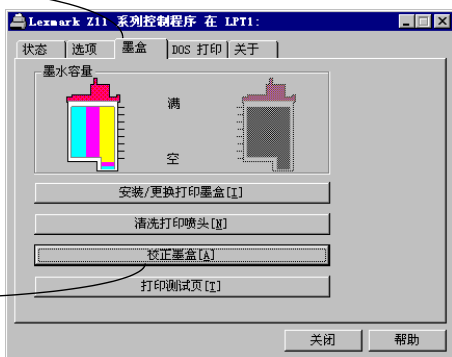 Lexmark Z11 系列控制程序 在 LPT1:
状态 选项 墨盒 DOS 打印 关于
墨水容量
满
空
安装/更换打印墨盒[I]
清洗打印喷头[N]
校正墨盒[A]
打印测试页[T]
关闭 帮助